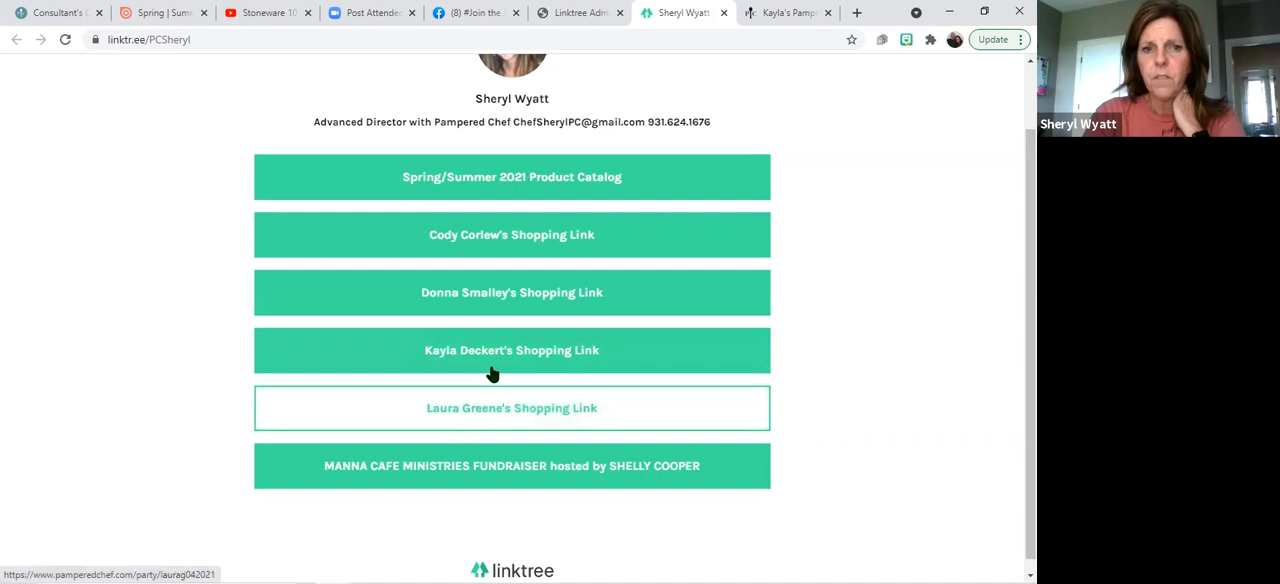 Consultant's
Spring | Sum
Stoneware 10
Post Attende
(8) #Join the
Linktree Adm
Sheryl Wyatt
Kayla's Pamp
linktr.ee/PCSheryl
Update
Sheryl Wyatt
Sheryl Wyatt
Advanced Director with Pampered Chef ChefSherylPC@gmail.com 931.624.1676
Spring/Summer 2021 Product Catalog
Cody Corlew's Shopping Link
Donna Smalley's Shopping Link
Kayla Deckert's Shopping Link
Laura Greene's Shopping Link
MANNA CAFE MINISTRIES FUNDRAISER hosted by SHELLY COOPER
linktree
https://www.pamperedchef.com/party/laurag042021